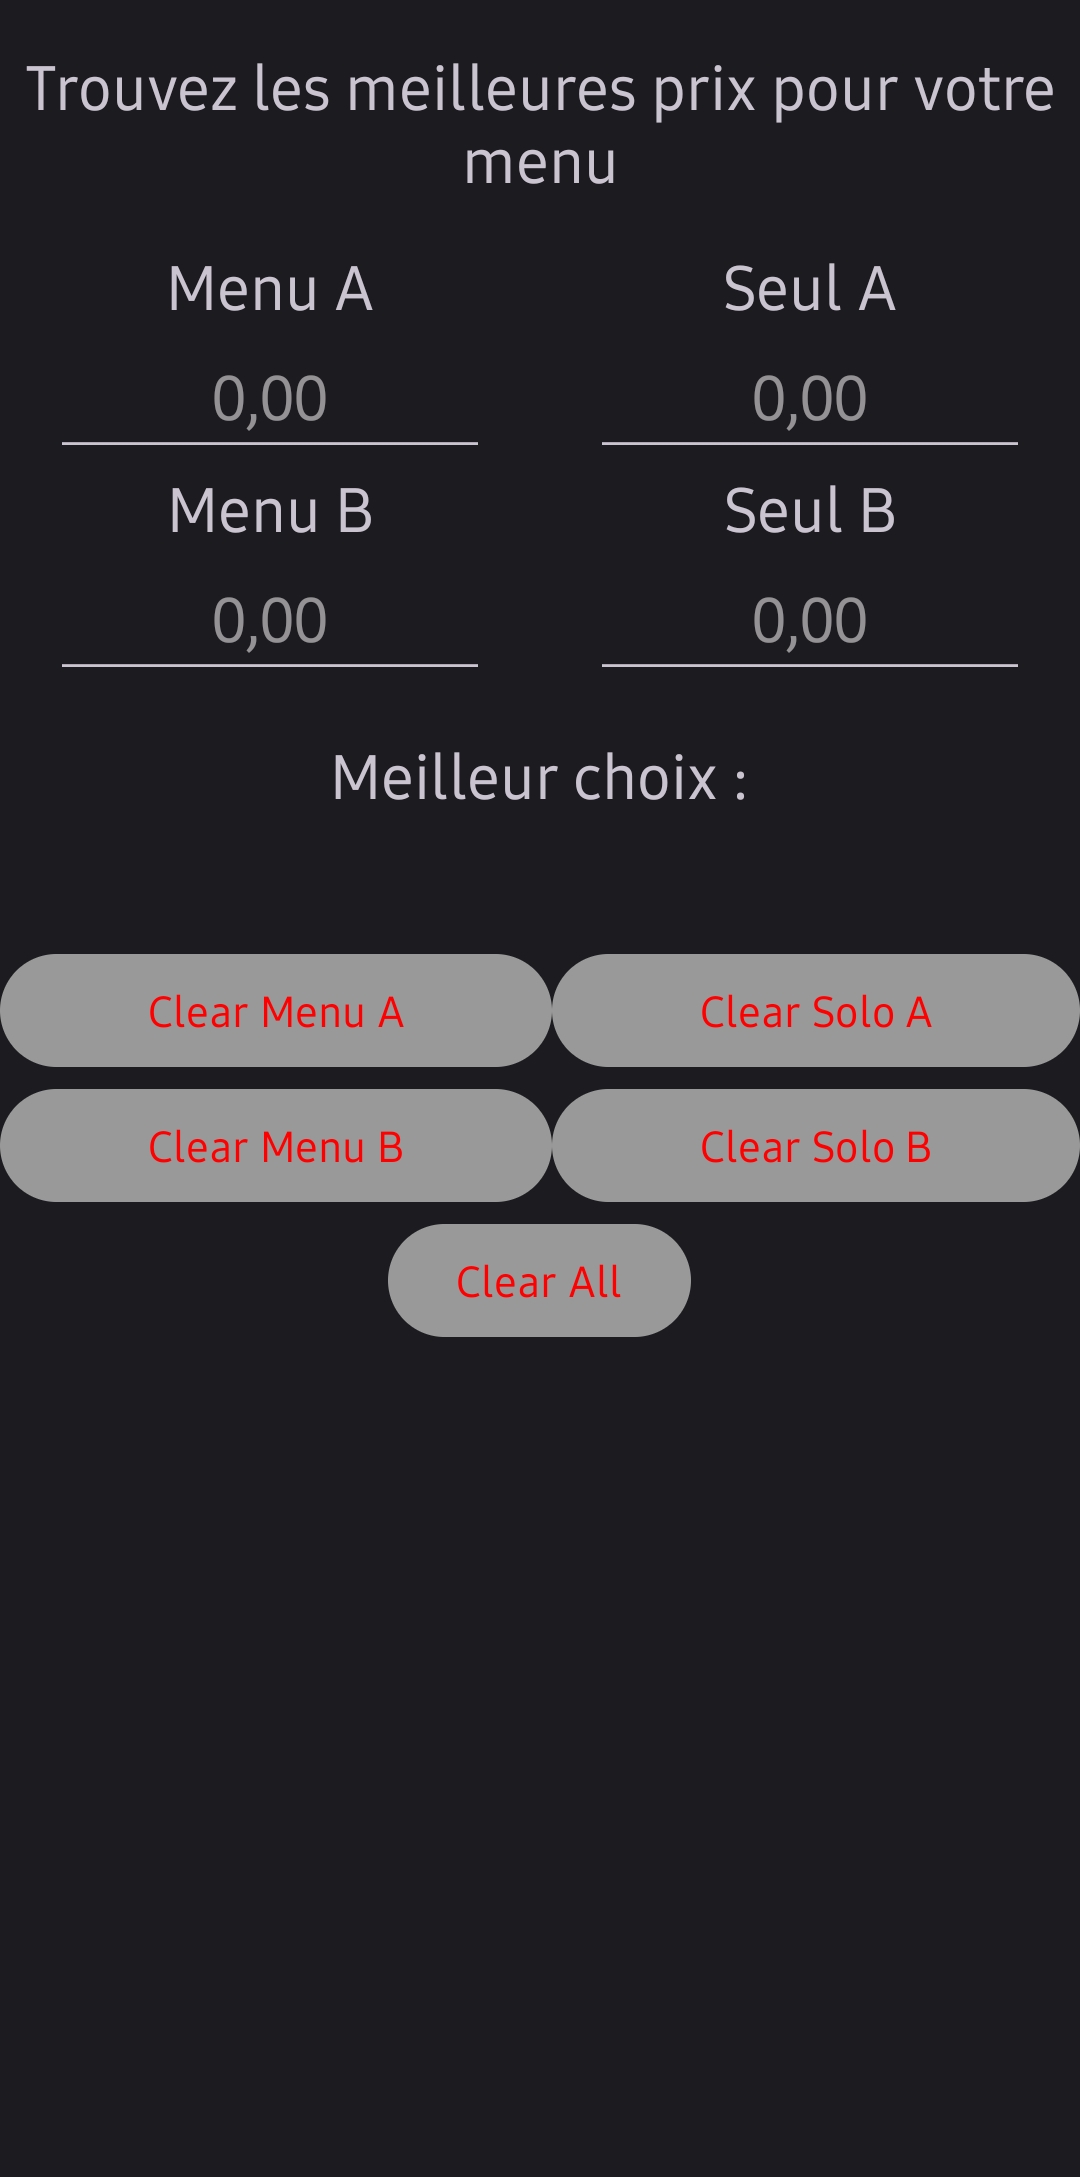 Trouvez les meilleures prix pour votre
menu
Menu A
Seul A
0,00
0,00
Menu B
Seul B
0,00
0,00
Meilleur choix :
Clear Menu A
Clear Solo A
Clear Menu B
Clear Solo B
Clear All